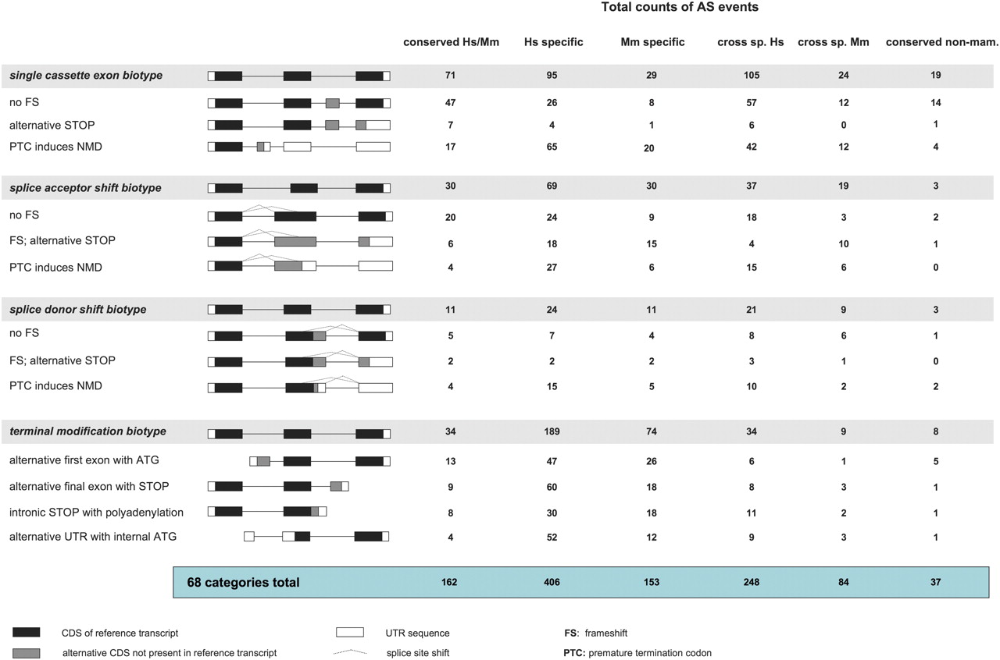 Total counts of AS events
conserved Hs/Mm Hs specific Mm specific cross sp. Hs cross sp. Mm conserved non-mam.
single cassette exon biotype 71 95 29 105 24 19
no FS 47 26 8 57 12 14
alternative STOP 7 4 1 6 0 1
PTC induces NMD 17 65 20 42 12 4
splice acceptor shift biotype 30 69 30 37 19 3
no FS 20 24 9 18 3 2
FS; alternative STOP 6 18 15 4 10 1
PTC induces NMD 4 27 6 15 6 0
splice donor shift biotype 11 24 11 21 9 3
no FS 5 7 4 8 6 1
FS; alternative STOP 2 2 2 3 1 0
PTC induces NMD 4 15 5 10 2 2
terminal modification biotype 34 189 74 34 9 8
alternative first exon with ATG 13 47 26 6 1 5
alternative final exon with STOP 9 60 18 8 3 1
intronic STOP with polyadenylation 8 30 18 11 2 1
alternative UTR with internal ATG 4 52 12 9 3 1
68 categories total 162 406 153 248 84 37
CDS of reference transcript UTR sequence FS: frameshift
alternative CDS not present in reference transcript splice site shift PTC: premature termination codon